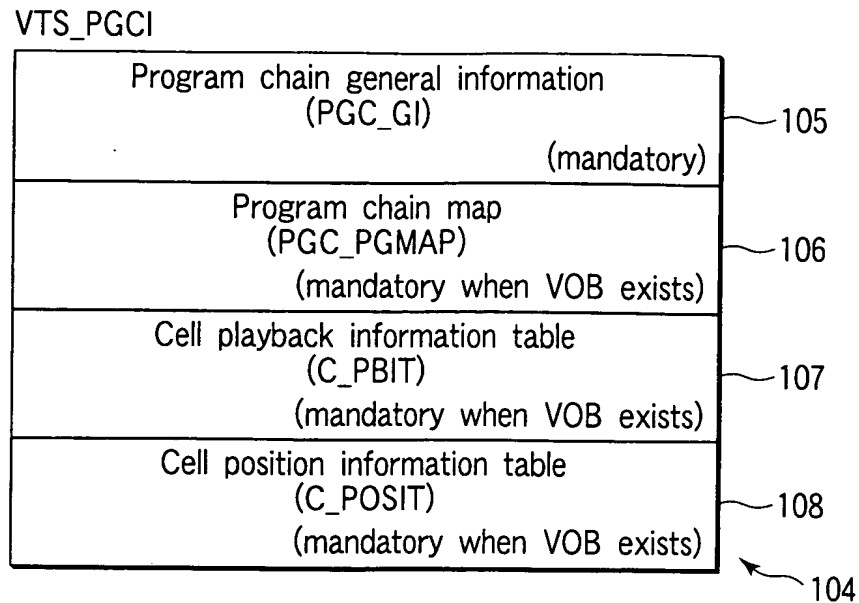 VTS_PGCI
Program chain general information
(PGC_GI)
(mandatory)
105
Program chain map
(PGC_PGMAP)
(mandatory when VOB exists)
106
Cell playback information table
(C_PBIT)
(mandatory when VOB exists)
107
Cell position information table
(C_POSIT)
(mandatory when VOB exists)
108
104